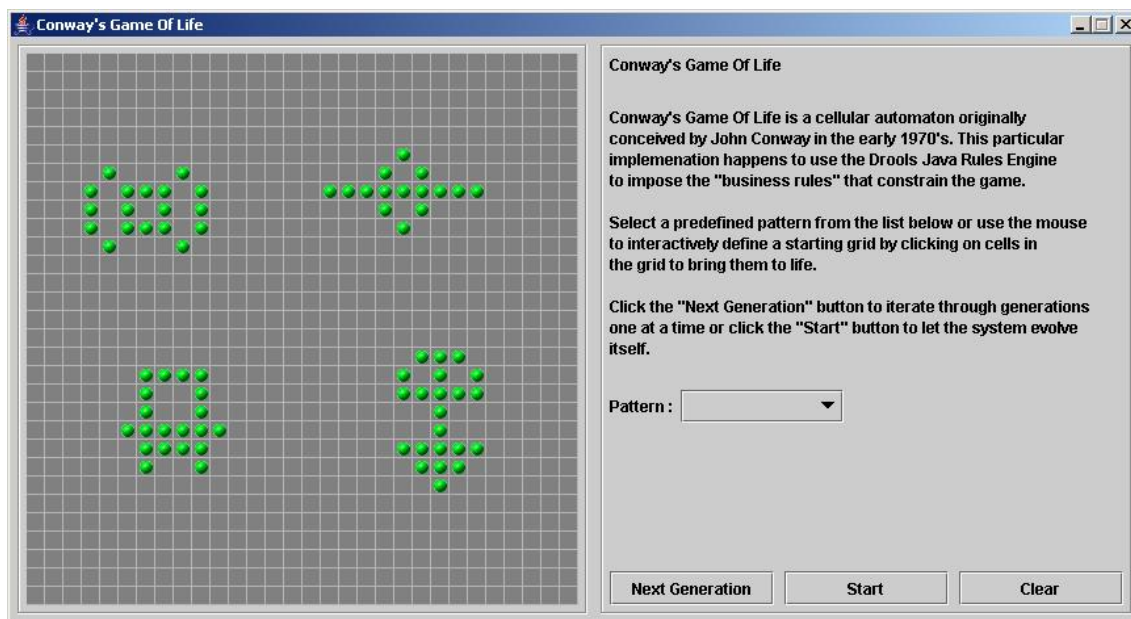 Conway's Game Of Life
Conway's Game Of Life
Conway's Game Of Life is a cellular automaton originally
conceived by John Conway in the early 1970's. This particular
implemenation happens to use the Drools Java Rules Engine
to impose the "business rules" that constrain the game.
Select a predefined pattern from the list below or use the mouse
to interactively define a starting grid by clicking on cells in
the grid to bring them to life.
Click the "Next Generation" button to iterate through generations
one at a time or click the "Start" button to let the system evolve
itself.
Pattern :
Next Generation
Start
Clear